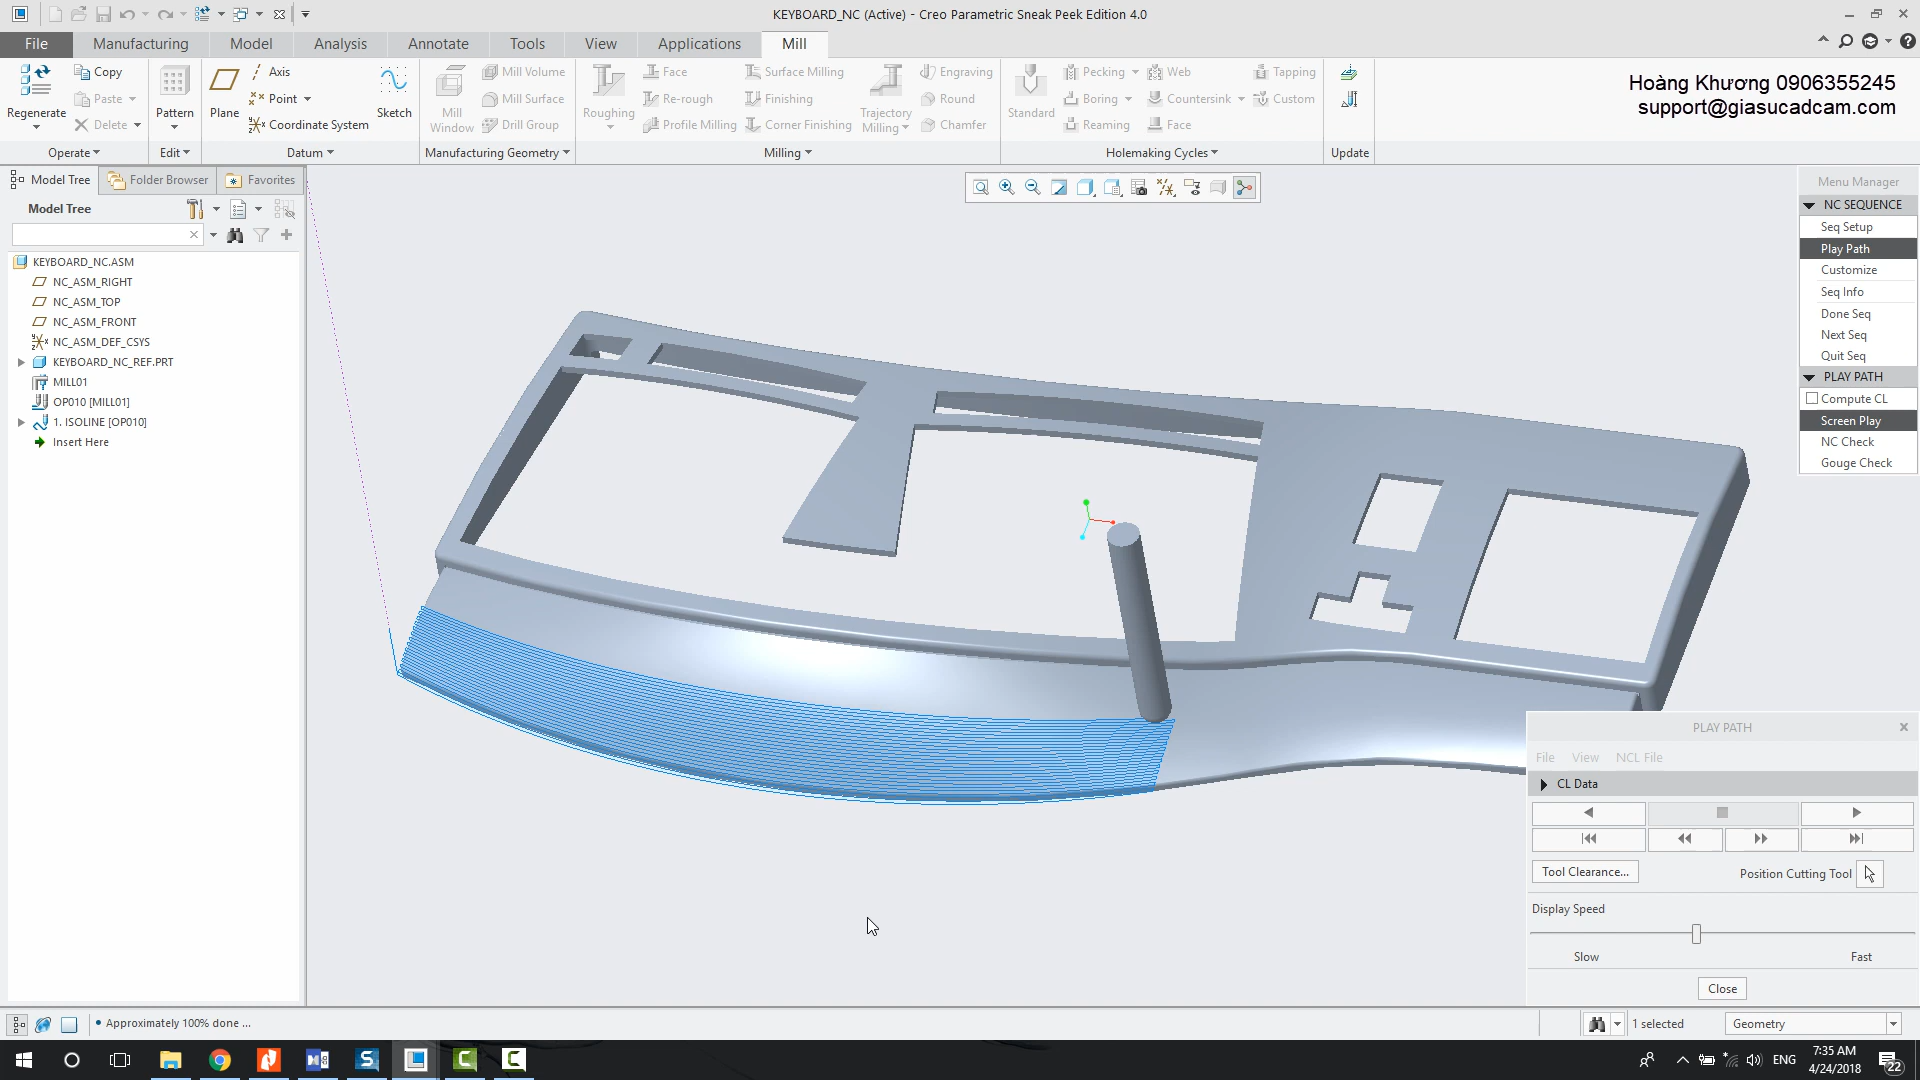 KEYBOARD_NC (Active) - Creo Parametric Sneak Peek Edition 4.0
File Manufacturing Model Analysis Annotate Tools View Applications Mill
Regenerate
Copy
Paste
Delete
Operate
Pattern
Edit
Plane
Axis
Point
Coordinate System
Sketch
Datum
Mill Window
Mill Volume
Mill Surface
Drill Group
Manufacturing Geometry
Roughing
Face
Re-rough
Profile Milling
Surface Milling
Finishing
Corner Finishing
Trajectory Milling
Engraving
Round
Chamfer
Milling
Standard
Pecking
Boring
Reaming
Web
Countersink
Face
Tapping
Custom
Holemaking Cycles
Update
Hoàng Khương 0906355245
support@giasucadcam.com
Model Tree Folder Browser Favorites
Model Tree
KEYBOARD_NC.ASM
NC_ASM_RIGHT
NC_ASM_TOP
NC_ASM_FRONT
NC_ASM_DEF_CSYS
KEYBOARD_NC_REF.PRT
MILL01
OP010 [MILL01]
1. ISOLINE [OP010]
Insert Here
Menu Manager
NC SEQUENCE
Seq Setup
Play Path
Customize
Seq Info
Done Seq
Next Seq
Quit Seq
PLAY PATH
Compute CL
Screen Play
NC Check
Gouge Check
PLAY PATH
File View NCL File
CL Data
Tool Clearance...
Position Cutting Tool
Display Speed
Slow Fast
Close
• Approximately 100% done ...
1 selected
Geometry
ENG
7:35 AM
4/24/2018
22